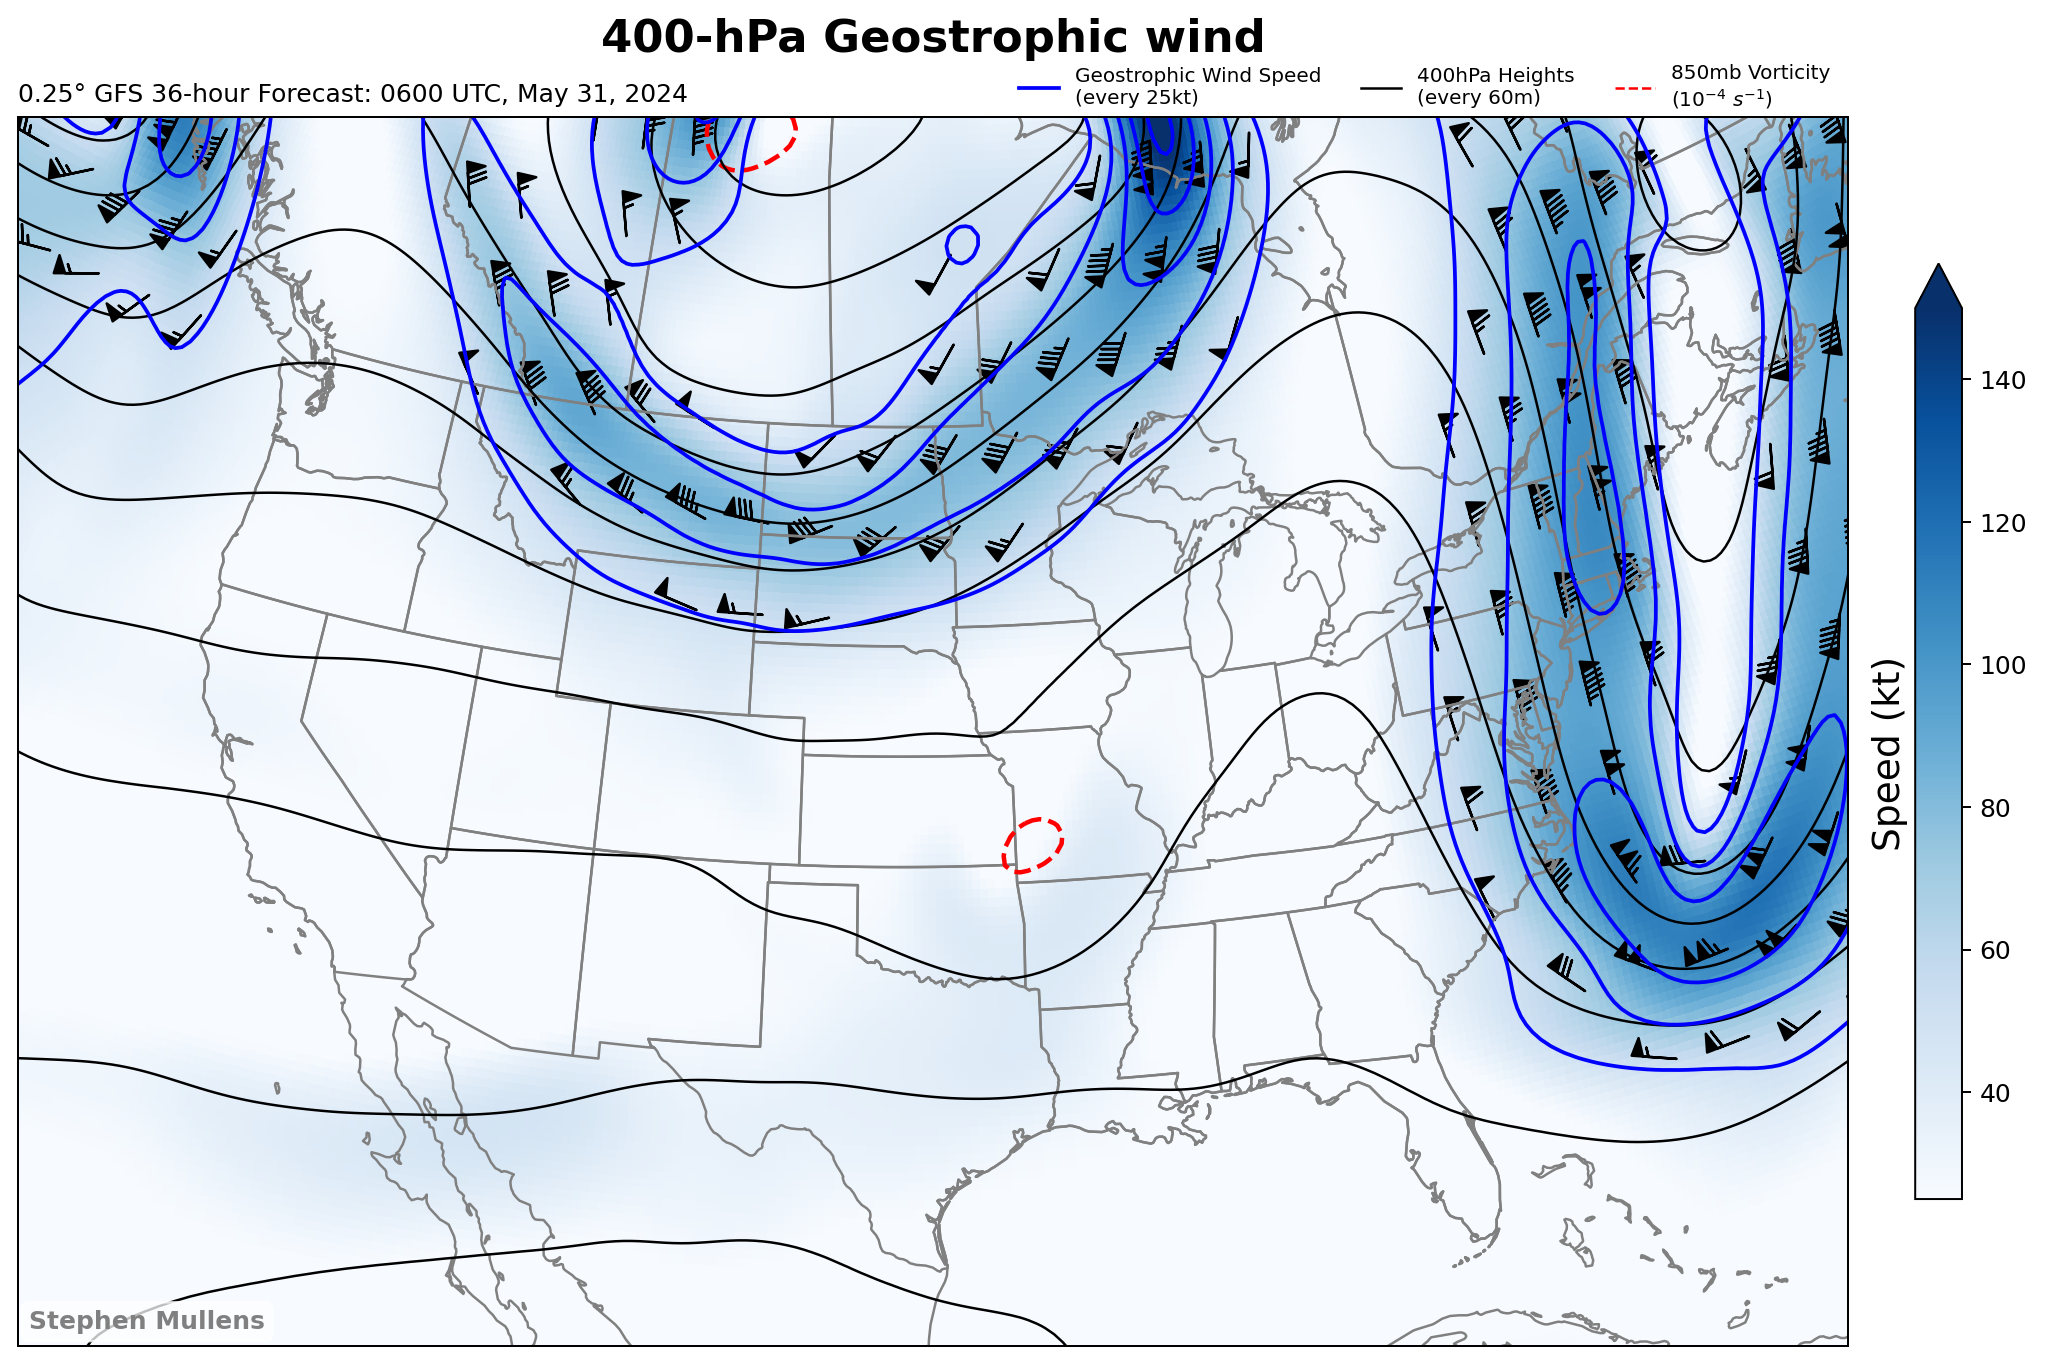 400-hPa Geostrophic wind
0.25° GFS 36-hour Forecast: 0600 UTC, May 31, 2024
Geostrophic Wind Speed
(every 25kt)
400hPa Heights
(every 60m)
850mb Vorticity
(10⁻⁴ s⁻¹)
140
120
100
80
60
40
Speed (kt)
Stephen Mullens